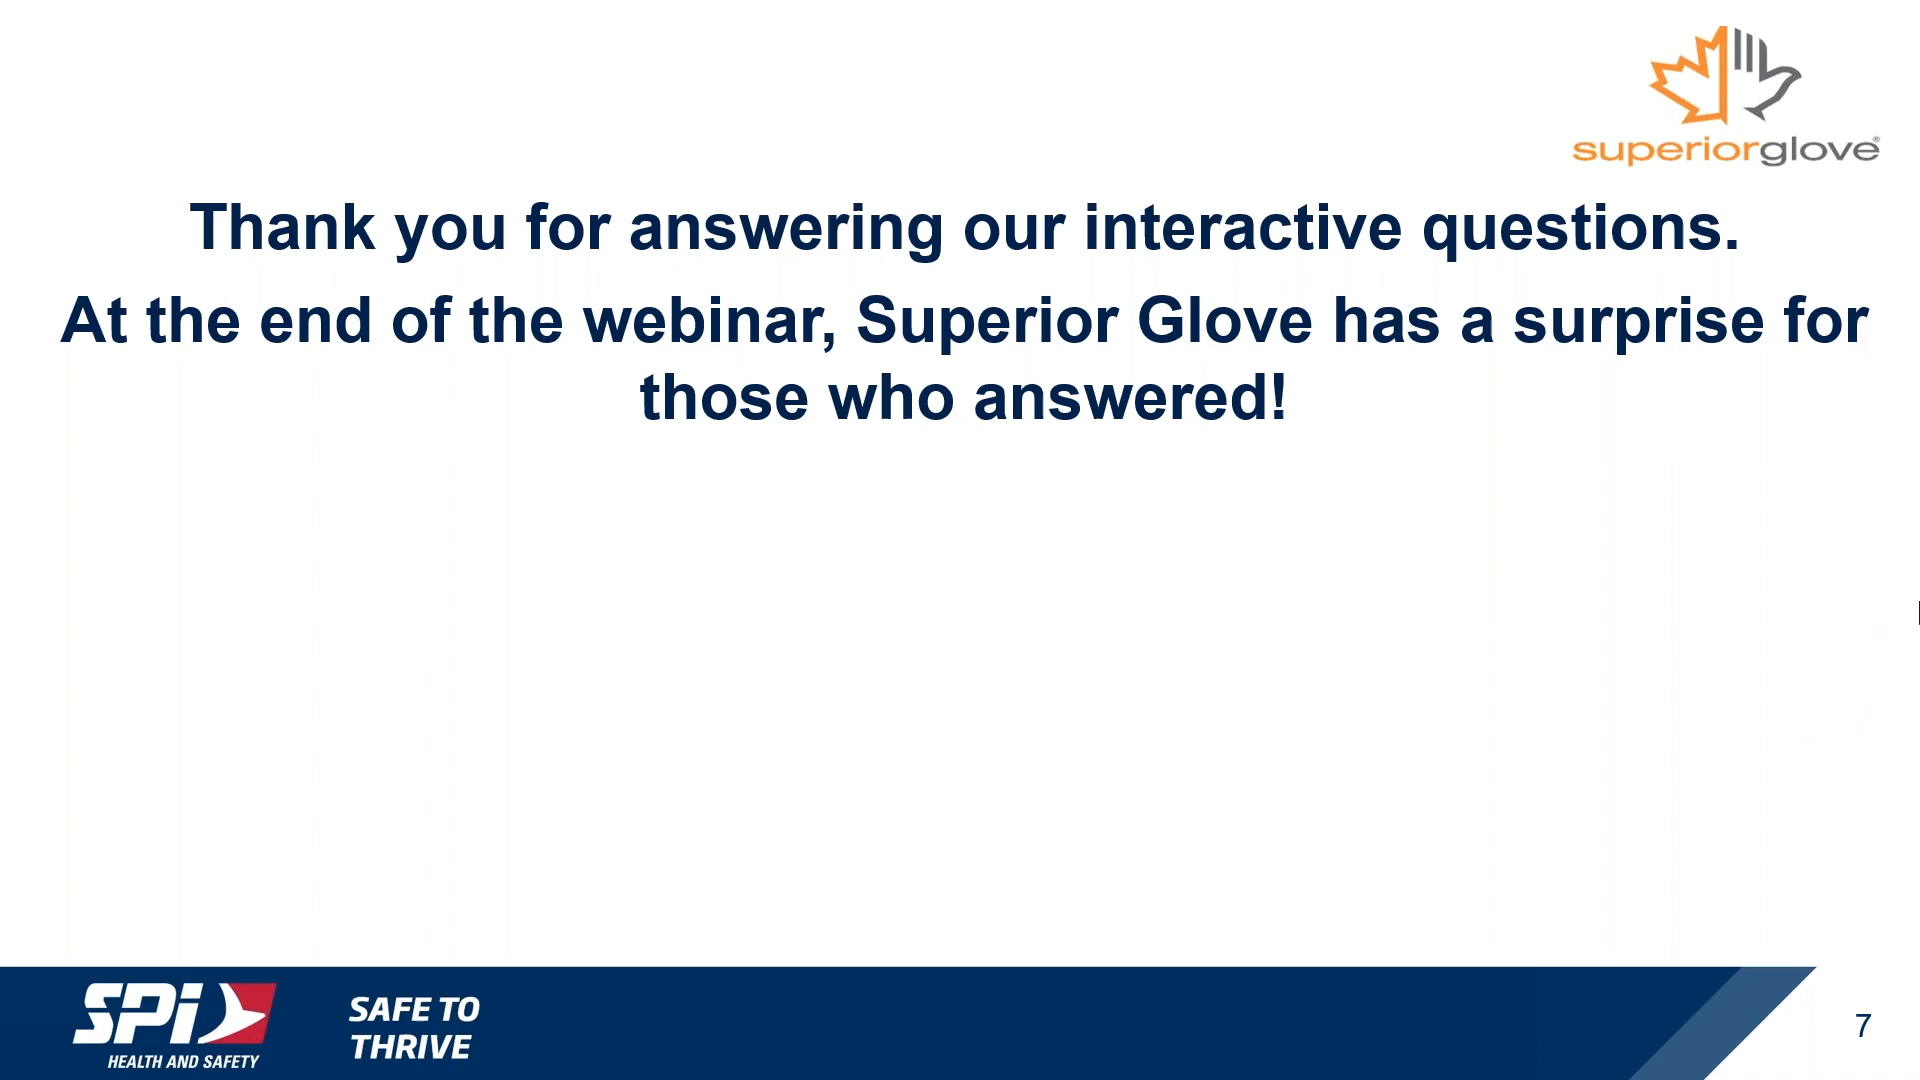 superiorglove®
Thank you for answering our interactive questions.
At the end of the webinar, Superior Glove has a surprise for
those who answered!
SPI
HEALTH AND SAFETY
SAFE TO
THRIVE
7